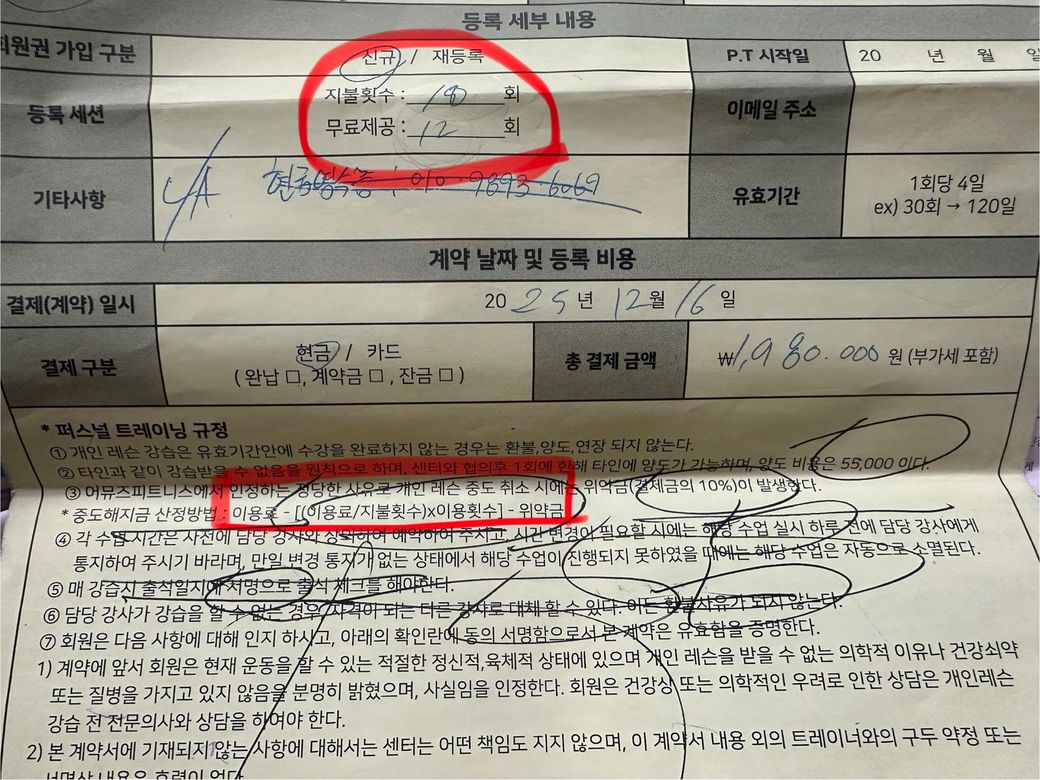 등록 세부 내용
회원권 가입 구분 신규 / 재등록 P.T 시작일 20 년 월 일
등록 세션 지불횟수 : 18 회 이메일 주소
무료제공 : 12 회
기타사항 현금영수증 : 010-9893-6069 유효기간 1회당 4일
ex) 30회 → 120일
계약 날짜 및 등록 비용
결제(계약) 일시 20 25 년 12 월 16 일
결제 구분 현금 / 카드 총 결제 금액 ₩1,980.000 원 (부가세 포함)
( 완납 □, 계약금 □, 잔금 □ )
* 퍼스널 트레이닝 규정
① 개인 레슨 강습은 유효기간안에 수강을 완료하지 않는 경우는 환불,양도,연장 되지 않는다.
② 타인과 같이 강습받을 수 없음을 원칙으로 하며, 센터와 협의후 1회에 한해 타인에 양도가 가능하며, 양도 비용은 55,000 이다.
③ 어뮤즈피트니스에서 인정하는 정당한 사유로 개인 레슨 중도 취소 시에는 위약금(결제금의 10%)이 발생한다.
* 중도해지금 산정방법 : 이용료 - [(이용료/지불횟수)x이용횟수] - 위약금
④ 각 수업 시간은 사전에 담당 강사와 상의하여 예약하여 주시고, 시간 변경이 필요할 시에는 해당 수업 실시 하루 전에 담당 강사에게
통지하여 주시기 바라며, 만일 변경 통지가 없는 상태에서 해당 수업이 진행되지 못하였을 때에는 해당 수업은 자동으로 소멸된다.
⑤ 매 강습시 출석일지에 서명으로 출석 체크를 해야한다.
⑥ 담당 강사가 강습을 할 수 없는 경우 자격이 되는 다른 강사로 대체 할 수 있다. 이는 환불사유가 되지 않는다.
⑦ 회원은 다음 사항에 대해 인지 하시고, 아래의 확인란에 동의 서명함으로서 본 계약은 유효함을 증명한다.
1) 계약에 앞서 회원은 현재 운동을 할 수 있는 적절한 정신적,육체적 상태에 있으며 개인 레슨을 받을 수 없는 의학적 이유나 건강쇠약
또는 질병을 가지고 있지 않음을 분명히 밝혔으며, 사실임을 인정한다. 회원은 건강상 또는 의학적인 우려로 인한 상담은 개인레슨
강습 전 전문의사와 상담을 하여야 한다.
2) 본 계약서에 기재되지 않는 사항에 대해서는 센터는 어떤 책임도 지지 않으며, 이 계약서 내용 외의 트레이너와의 구두 약정 또는
서면상 내용은 효력이 없다.